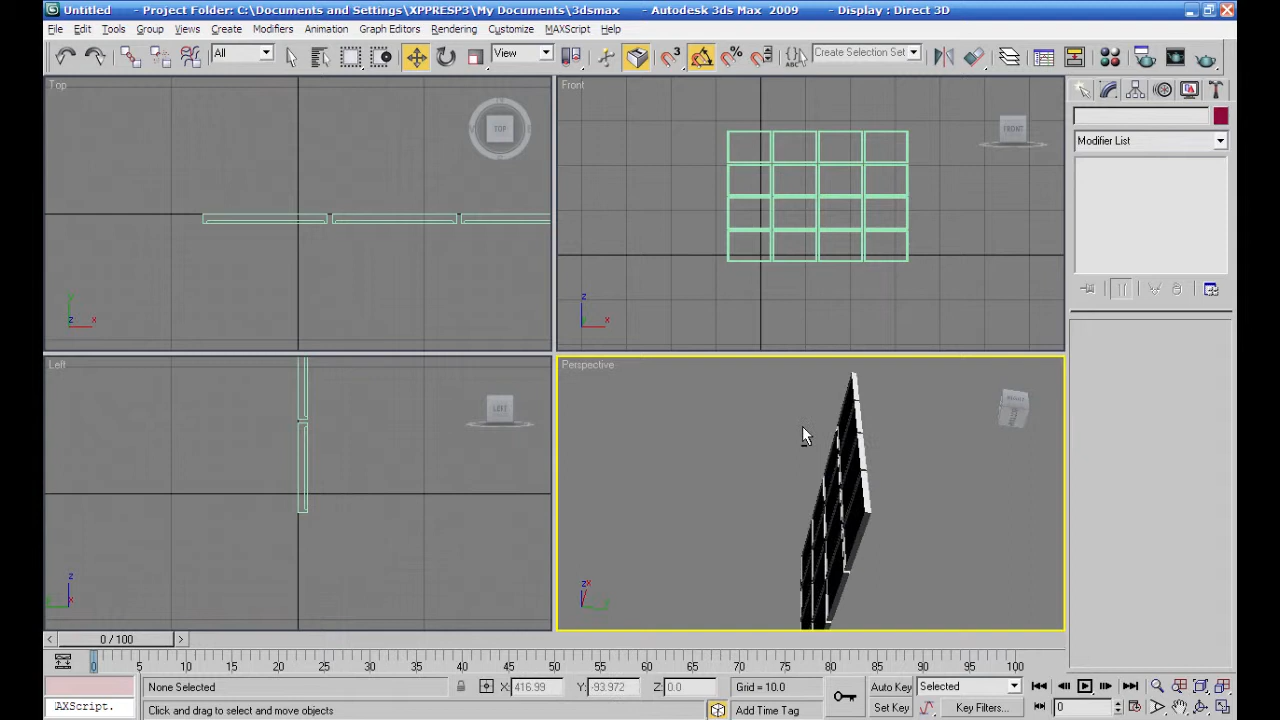 Untitled - Project Folder: C:\Documents and Settings\XPPRESP3\My Documents\3dsmax - Autodesk 3ds Max 2009 - Display : Direct 3D
File Edit Tools Group Views Create Modifiers Animation Graph Editors Rendering Customize MAXScript Help
All View 3 % ABC Create Selection Set
Top TOP
Front FRONT
Modifier List
y z x
z x
Left LEFT
Perspective
z x
z x
0 / 100
0 5 10 15 20 25 30 35 40 45 50 55 60 65 70 75 80 85 90 95 100
None Selected X: 416.99 Y: -93.972 Z: 0.0 Grid = 10.0 Auto Key Selected
AXScript. Click and drag to select and move objects Add Time Tag Set Key Key Filters... 0